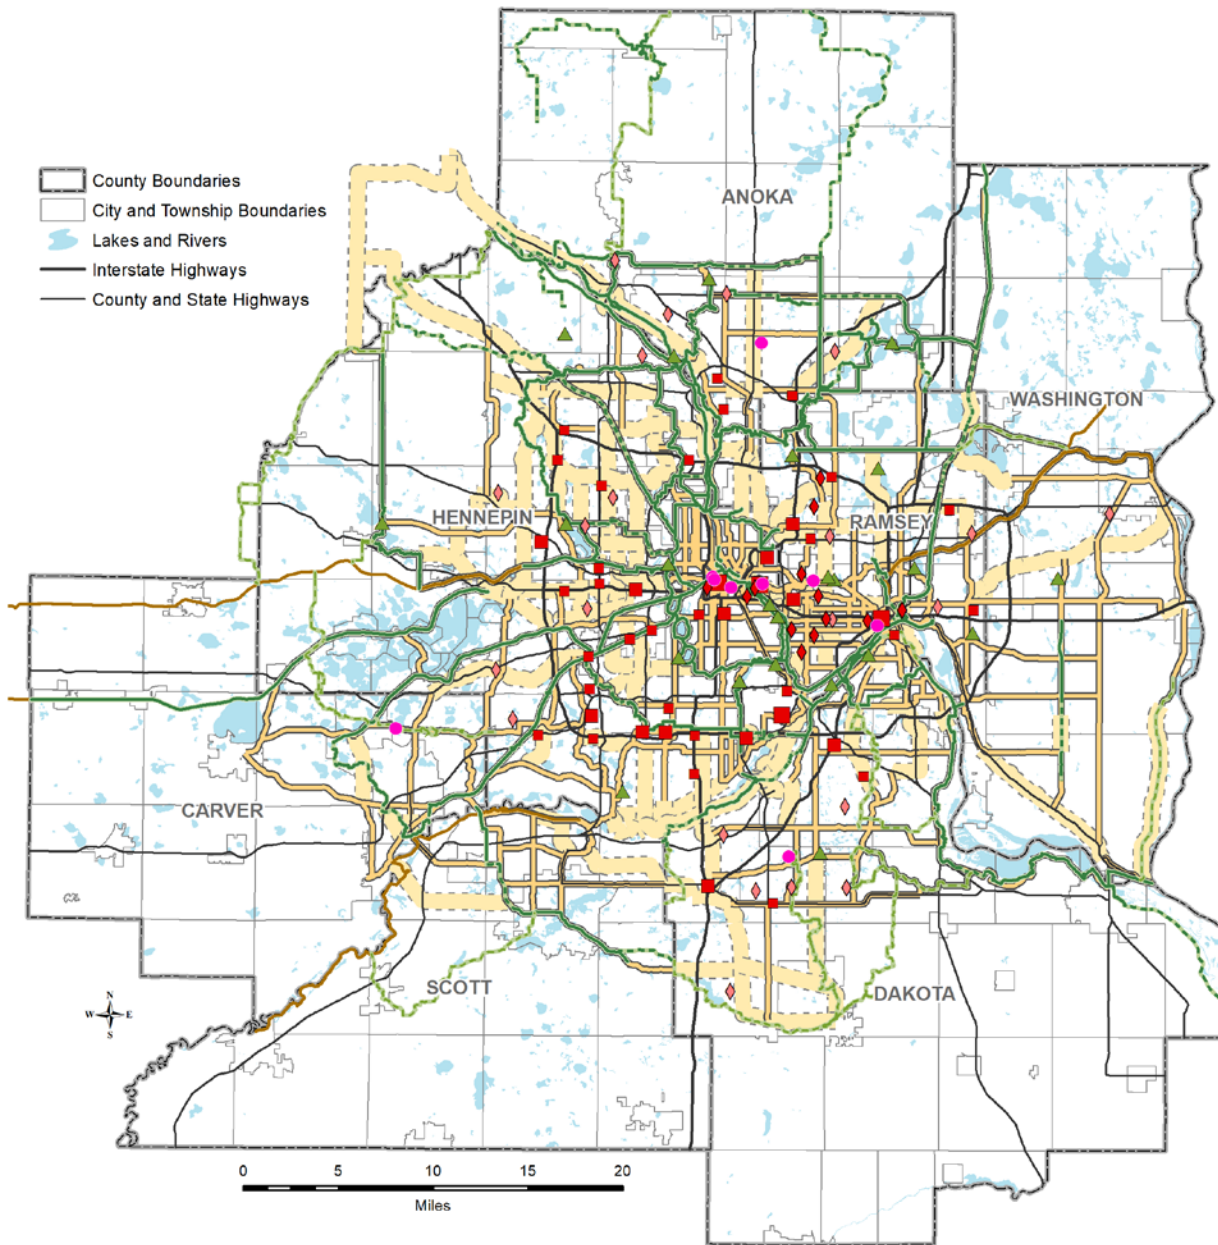 ANOKA
County Boundaries
City and Township Boundaries
Lakes and Rivers
Interstate Highways
County and State Highways
WASHINGTON
HENNEPIN
RAMSEY
CARVER
SCOTT
DAKOTA
N
W E
S
0 5 10 15 20
Miles